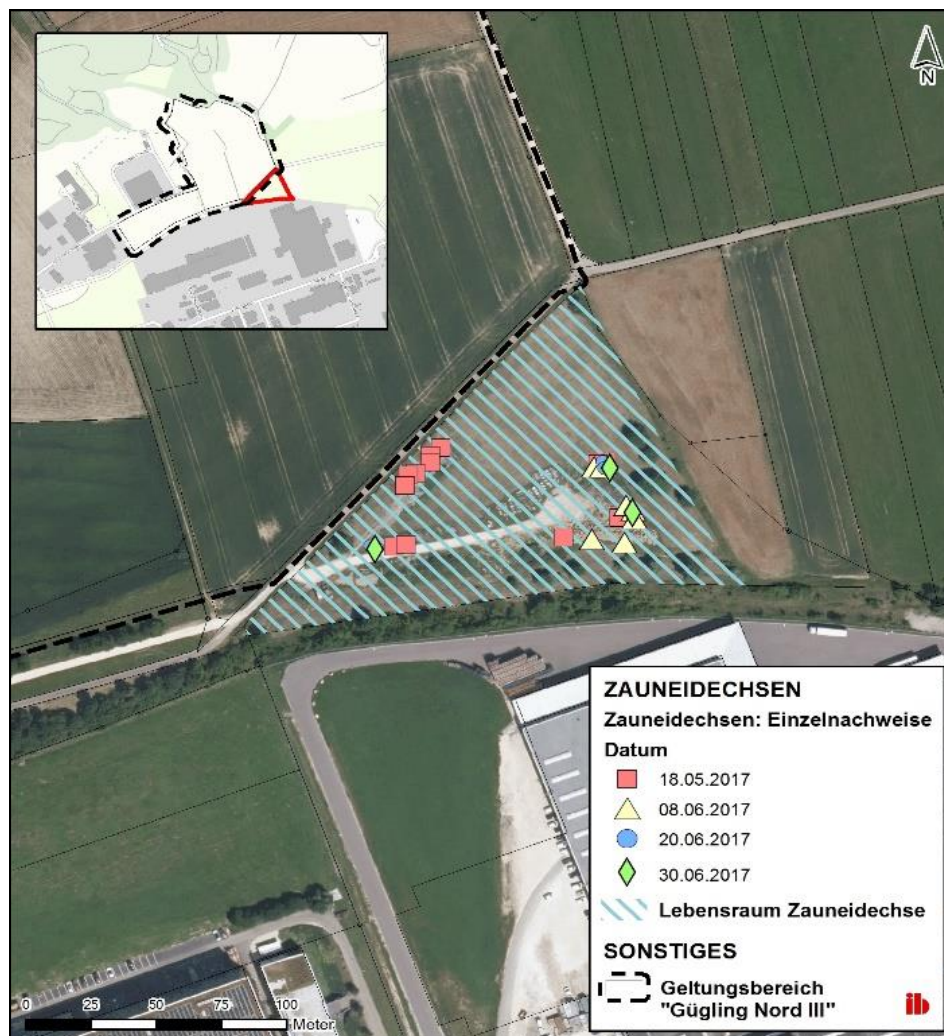 N
ZAUNEIDECHSEN
Zauneidechsen: Einzelnachweise
Datum
18.05.2017
08.06.2017
20.06.2017
30.06.2017
Lebensraum Zauneidechse
SONSTIGES
Geltungsbereich
"Gügling Nord III"
ib
0 25 50 100
Meter